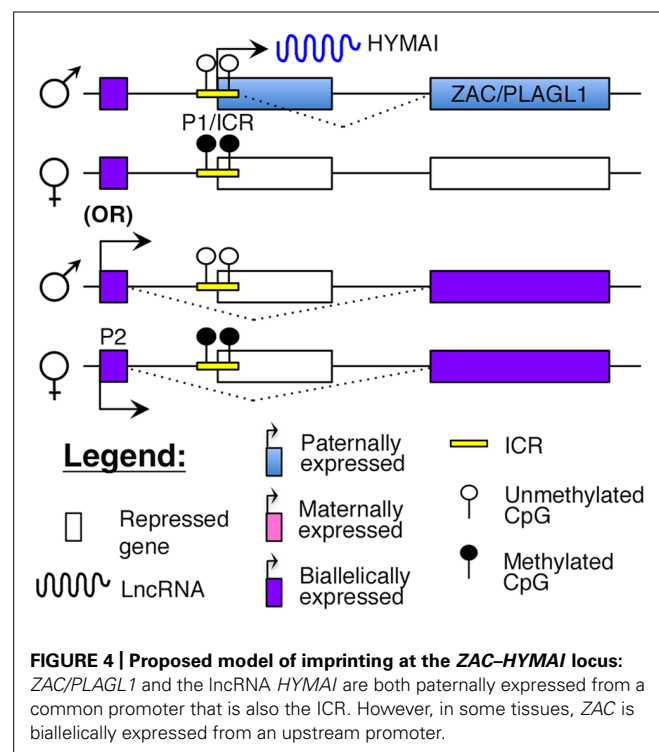 HYMAI
ZAC/PLAGL1
P1/ICR
(OR)
P2
Legend:
Repressed
gene
LncRNA
Paternally
expressed
Maternally
expressed
Biallelically
expressed
ICR
Unmethylated
CpG
Methylated
CpG
FIGURE 4 | Proposed model of imprinting at the ZAC–HYMAI locus:
ZAC/PLAGL1 and the lncRNA HYMAI are both paternally expressed from a
common promoter that is also the ICR. However, in some tissues, ZAC is
biallelically expressed from an upstream promoter.